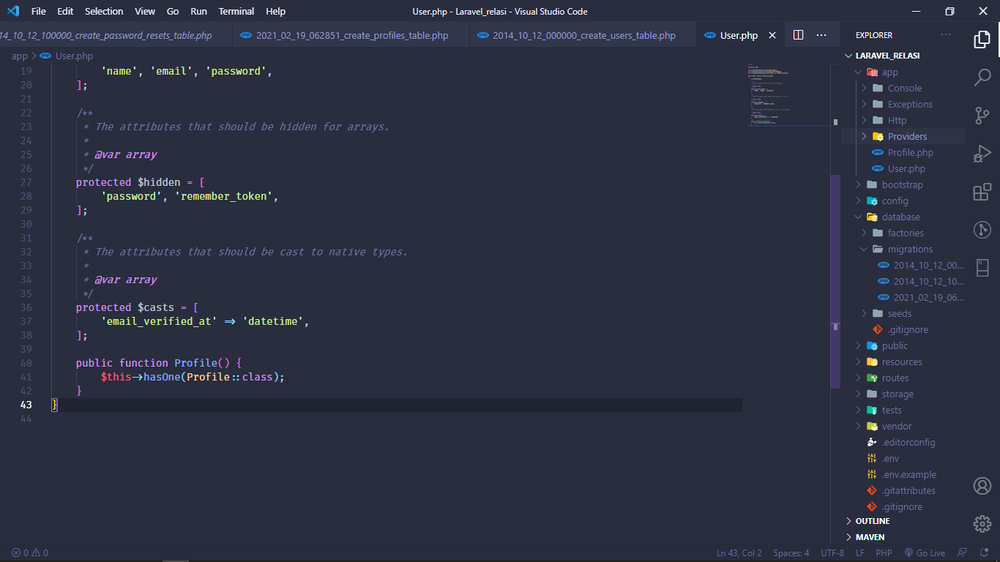 File Edit Selection View Go Run Terminal Help
User.php - Laravel_relasi - Visual Studio Code
14_10_12_100000_create_password_resets_table.php
2021_02_19_062851_create_profiles_table.php
2014_10_12_000000_create_users_table.php
User.php
app > User.php
19 'name', 'email', 'password',
20 ];
21
22 /**
23 * The attributes that should be hidden for arrays.
24 *
25 * @var array
26 */
27 protected $hidden = [
28 'password', 'remember_token',
29 ];
30
31 /**
32 * The attributes that should be cast to native types.
33 *
34 * @var array
35 */
36 protected $casts = [
37 'email_verified_at' => 'datetime',
38 ];
39
40 public function Profile() {
41 $this->hasOne(Profile::class);
42 }
43 }
44
EXPLORER
LARAVEL_RELASI
app
Console
Exceptions
Http
Providers
Profile.php
User.php
bootstrap
config
database
factories
migrations
2014_10_12_00...
2014_10_12_10...
2021_02_19_06...
seeds
.gitignore
public
resources
routes
storage
tests
vendor
.editorconfig
.env
.env.example
.gitattributes
.gitignore
OUTLINE
MAVEN
0 0
Ln 43, Col 2 Spaces: 4 UTF-8 LF PHP Go Live